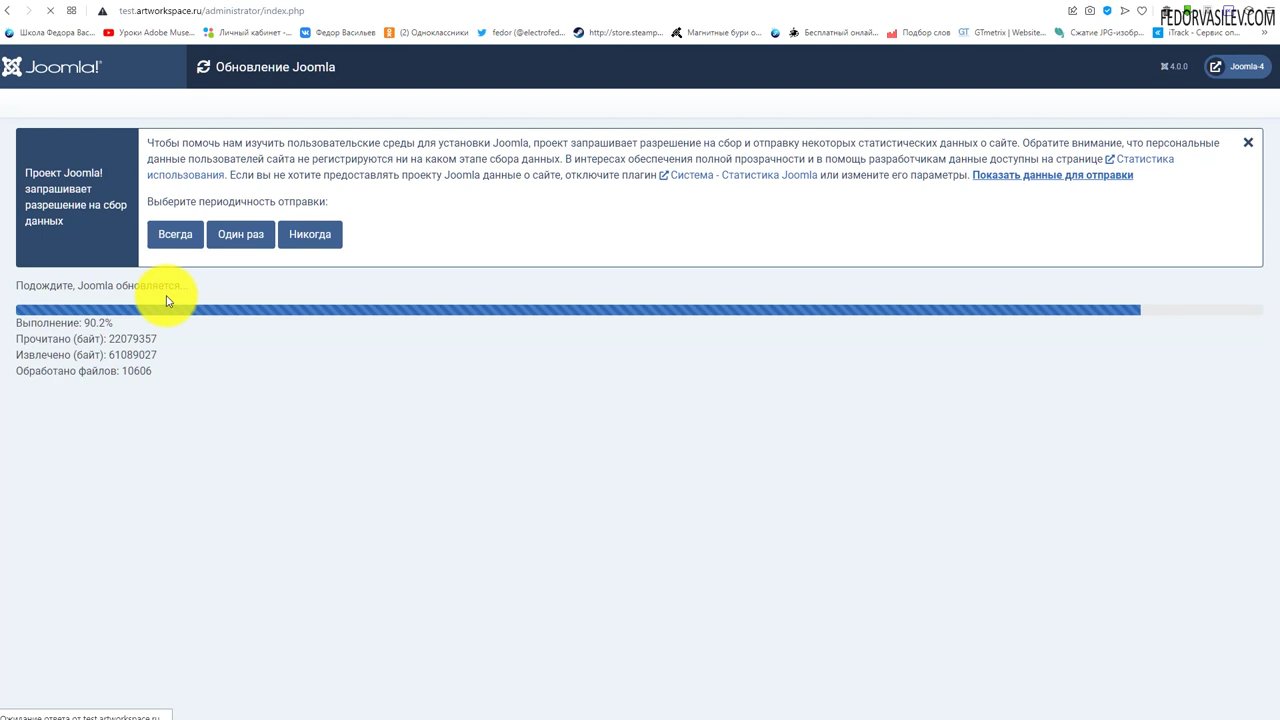 test.artworkspace.ru/administrator/index.php
FEDORVASILEV.COM
Школа Федора Вас...
Уроки Adobe Muse...
Личный кабинет -...
Федор Васильев
(2) Одноклассники
fedor (@electrofed...
http://store.steamp...
Магнитные бури о...
Бесплатный онлай...
Подбор слов
GTmetrix | Website...
Сжатие JPG-изобр...
iTrack - Сервис оп...
Joomla!
Обновление Joomla
4.0.0
Joomla-4
Проект Joomla!
запрашивает
разрешение на сбор
данных
Чтобы помочь нам изучить пользовательские среды для установки Joomla, проект запрашивает разрешение на сбор и отправку некоторых статистических данных о сайте. Обратите внимание, что персональные
данные пользователей сайта не регистрируются ни на каком этапе сбора данных. В интересах обеспечения полной прозрачности и в помощь разработчикам данные доступны на странице Статистика
использования. Если вы не хотите предоставлять проекту Joomla данные о сайте, отключите плагин Система - Статистика Joomla или измените его параметры. Показать данные для отправки
Выберите периодичность отправки:
Всегда
Один раз
Никогда
Подождите, Joomla обновляется...
Выполнение: 90.2%
Прочитано (байт): 22079357
Извлечено (байт): 61089027
Обработано файлов: 10606
Ожидание ответа от test.artworkspace.ru...